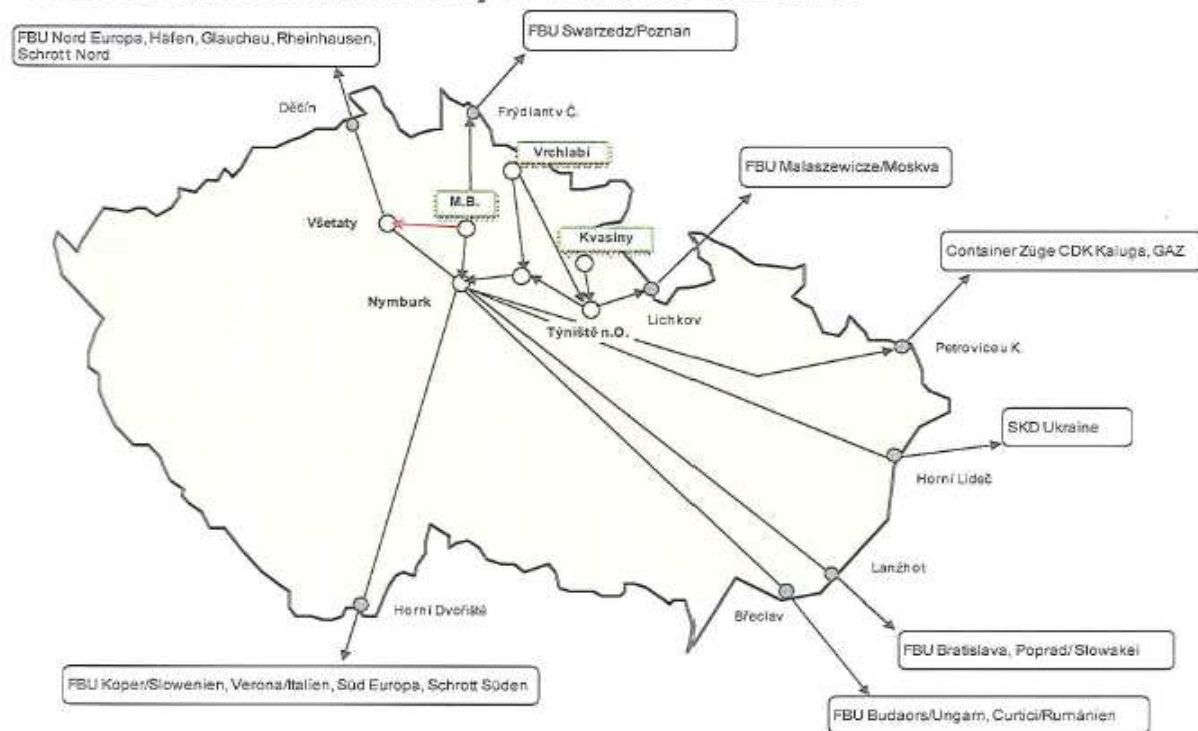 FBU Nord Europa, Häfen, Glauchau, Rheinhausen,
Schrott Nord
FBU Swarzedz/Poznan
Děčín
Frýdlant v Č.
Vrchlabí
FBU Malaszewicze/Moskva
M.B.
Všetaty
Kvasiny
Container Züge CDK Kaluga, GAZ
Nymburk
Lichkov
Týniště n.O.
Petrovice u K.
SKD Ukraine
Horní Lideč
Lanžhot
Horní Dvořiště
Břeclav
FBU Bratislava, Poprad/Slowakei
FBU Koper/Slowenien, Verona/Italien, Süd Europa, Schrott Süden
FBU Budaors/Ungarn, Curtici/Rumänien